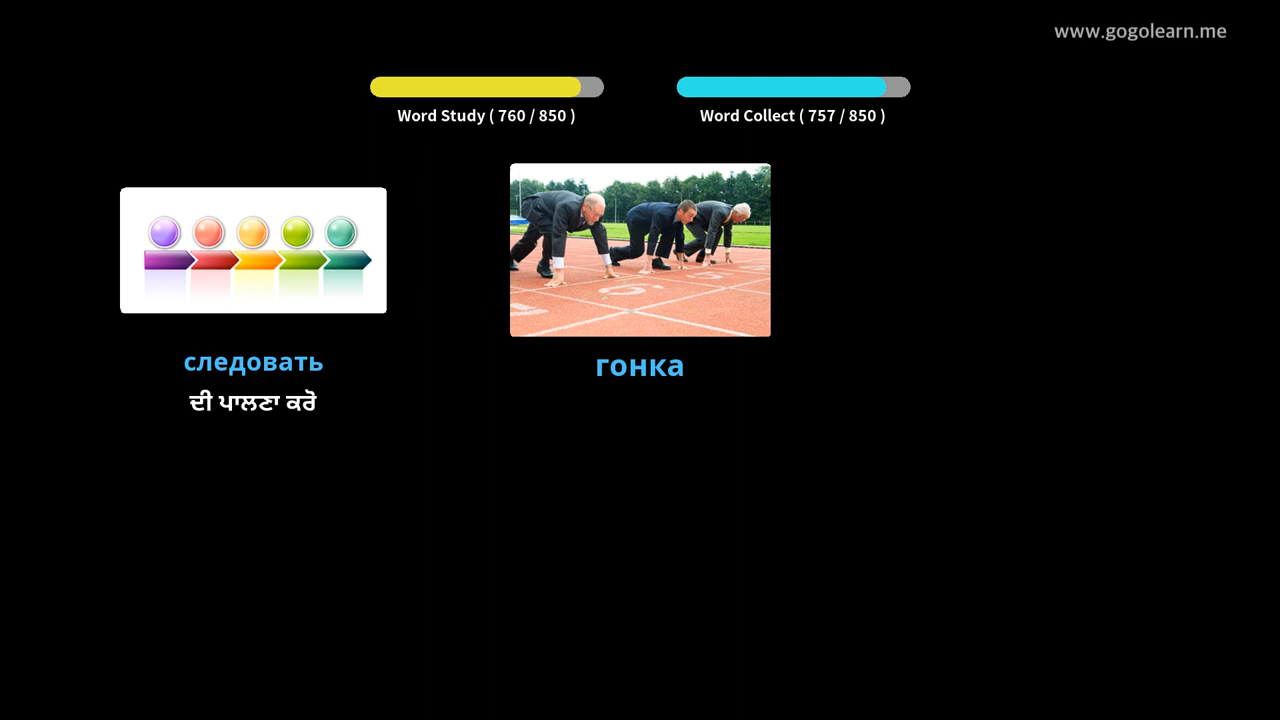 www.gogolearn.me
Word Study ( 760 / 850 )
Word Collect ( 757 / 850 )
следовать
ਦੀ ਪਾਲਣਾ ਕਰੋ
гонка